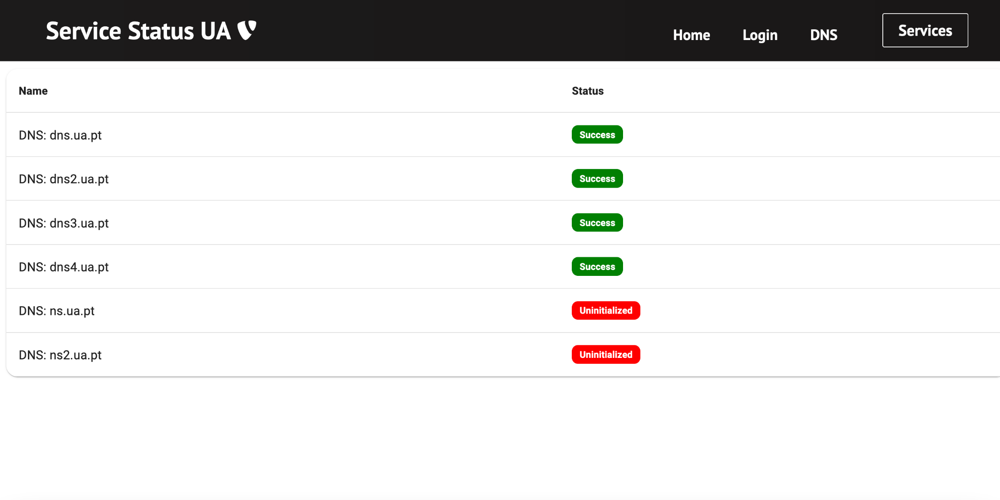 Service Status UA
Home Login DNS Services
Name Status
DNS: dns.ua.pt Success
DNS: dns2.ua.pt Success
DNS: dns3.ua.pt Success
DNS: dns4.ua.pt Success
DNS: ns.ua.pt Uninitialized
DNS: ns2.ua.pt Uninitialized